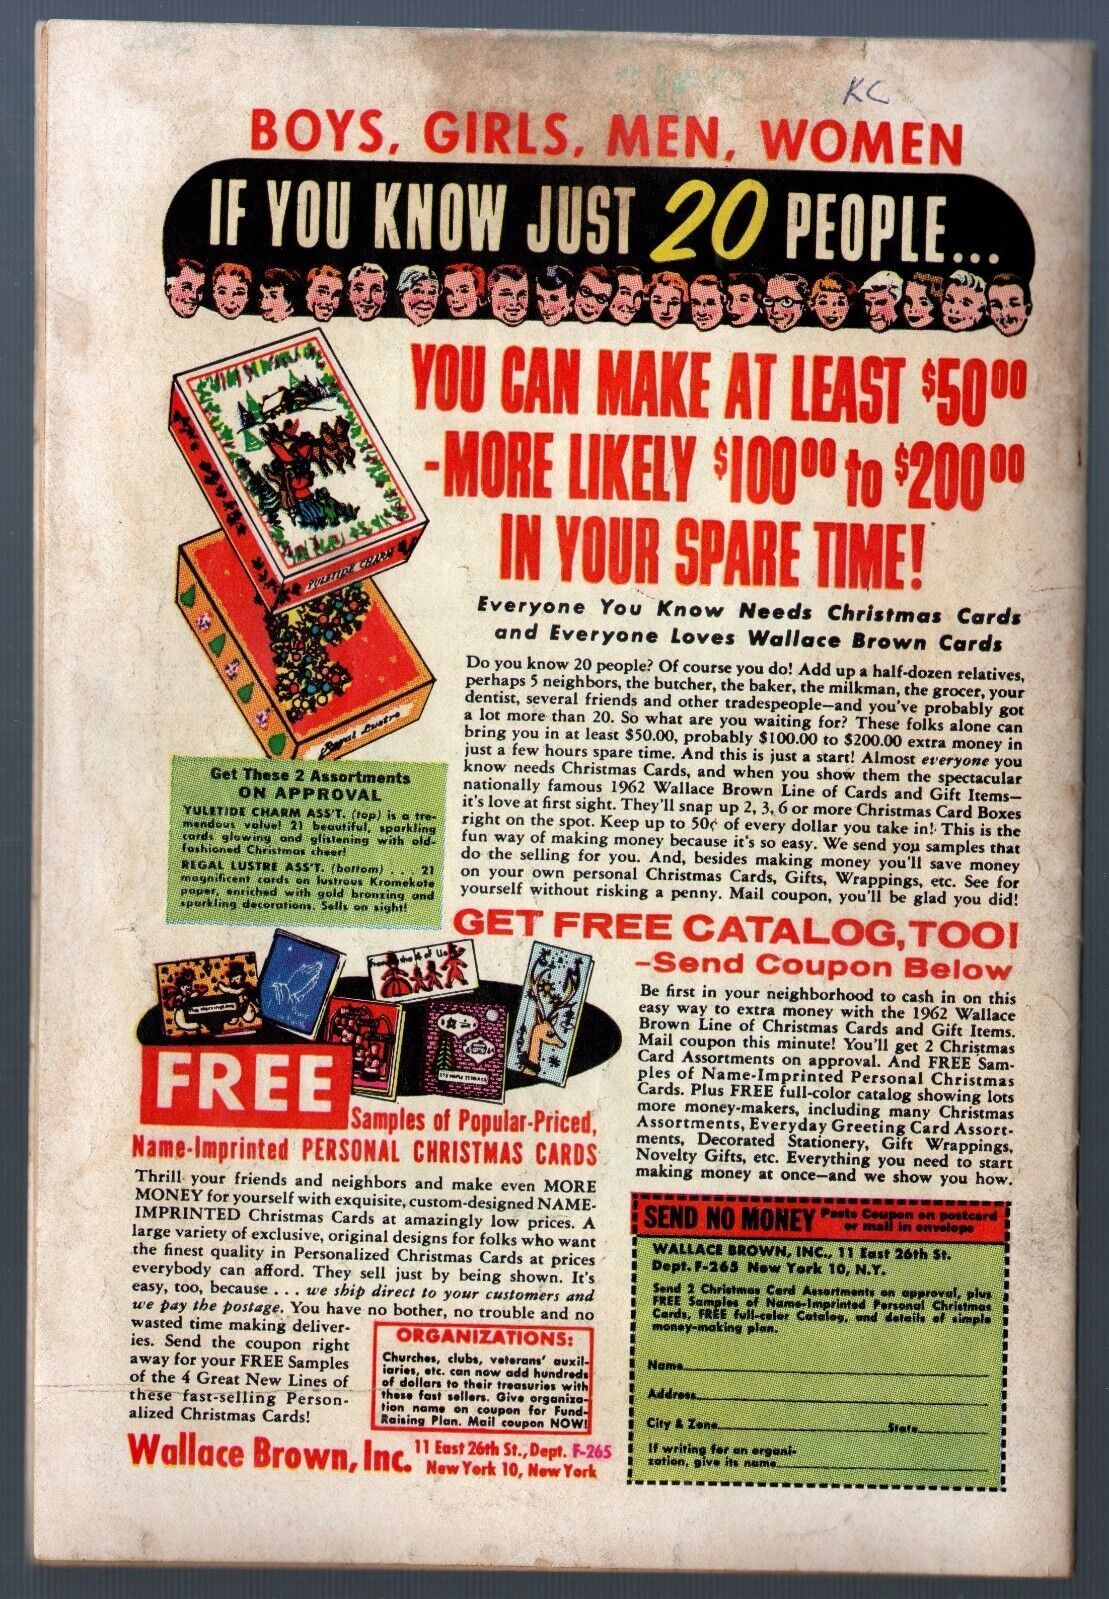 KC
BOYS, GIRLS, MEN, WOMEN
IF YOU KNOW JUST 20 PEOPLE...
YOU CAN MAKE AT LEAST $50.00
-MORE LIKELY $100.00 to $200.00
IN YOUR SPARE TIME!
Everyone You Know Needs Christmas Cards
and Everyone Loves Wallace Brown Cards
Do you know 20 people? Of course you do! Add up a half-dozen relatives,
perhaps 5 neighbors, the butcher, the baker, the milkman, the grocer, your
dentist, several friends and other tradespeople—and you've probably got
a lot more than 20. So what are you waiting for? These folks alone can
bring you in at least $50.00, probably $100.00 to $200.00 extra money in
just a few hours spare time. And this is just a start! Almost everyone you
know needs Christmas Cards, and when you show them the spectacular
nationally famous 1962 Wallace Brown Line of Cards and Gift Items—
it's love at first sight. They'll snap up 2, 3, 6 or more Christmas Card Boxes
right on the spot. Keep up to 50¢ of every dollar you take in! This is the
fun way of making money because it's so easy. We send you samples that
do the selling for you. And, besides making money you'll save money
on your own personal Christmas Cards, Gifts, Wrappings, etc. See for
yourself without risking a penny. Mail coupon, you'll be glad you did!
YULETIDE CHARM
Regal Lustre
Get These 2 Assortments
ON APPROVAL
YULETIDE CHARM ASS'T. (top) is a tre-
mendous value! 21 beautiful, sparkling
cards glowing and glistening with old-
fashioned Christmas cheer!
REGAL LUSTRE ASS'T. (bottom) . . . 21
magnificent cards on lustrous Kromekote
paper, enriched with gold bronzing and
sparkling decorations. Sells on sight!
GET FREE CATALOG, TOO!
–Send Coupon Below
Be first in your neighborhood to cash in on this
easy way to extra money with the 1962 Wallace
Brown Line of Christmas Cards and Gift Items.
Mail coupon this minute! You'll get 2 Christmas
Card Assortments on approval. And FREE Sam-
ples of Name-Imprinted Personal Christmas
Cards. Plus FREE full-color catalog showing lots
more money-makers, including many Christmas
Assortments, Everyday Greeting Card Assort-
ments, Decorated Stationery, Gift Wrappings,
Novelty Gifts, etc. Everything you need to start
making money at once—and we show you how.
From the 4 of Us
FREE
Samples of Popular-Priced,
Name-Imprinted PERSONAL CHRISTMAS CARDS
Thrill your friends and neighbors and make even MORE
MONEY for yourself with exquisite, custom-designed NAME-
IMPRINTED Christmas Cards at amazingly low prices. A
large variety of exclusive, original designs for folks who want
the finest quality in Personalized Christmas Cards at prices
everybody can afford. They sell just by being shown. It's
easy, too, because . . . we ship direct to your customers and
we pay the postage. You have no bother, no trouble and no
wasted time making deliver-
ies. Send the coupon right
away for your FREE Samples
of the 4 Great New Lines of
these fast-selling Person-
alized Christmas Cards!
ORGANIZATIONS:
Churches, clubs, veterans' auxil-
iaries, etc. can now add hundreds
of dollars to their treasuries with
these fast sellers. Give organiza-
tion name on coupon for Fund-
Raising Plan. Mail coupon NOW!
Wallace Brown, Inc. 11 East 26th St., Dept. F-265
New York 10, New York
SEND NO MONEY Paste Coupon on postcard
or mail in envelope
WALLACE BROWN, INC., 11 East 26th St.
Dept. F-265 New York 10, N.Y.
Send 2 Christmas Card Assortments on approval, plus
FREE Samples of Name-Imprinted Personal Christmas
Cards, FREE full-color Catalog, and details of simple
money-making plan.
Name
Address
City & Zone State
If writing for an organi-
zation, give its name